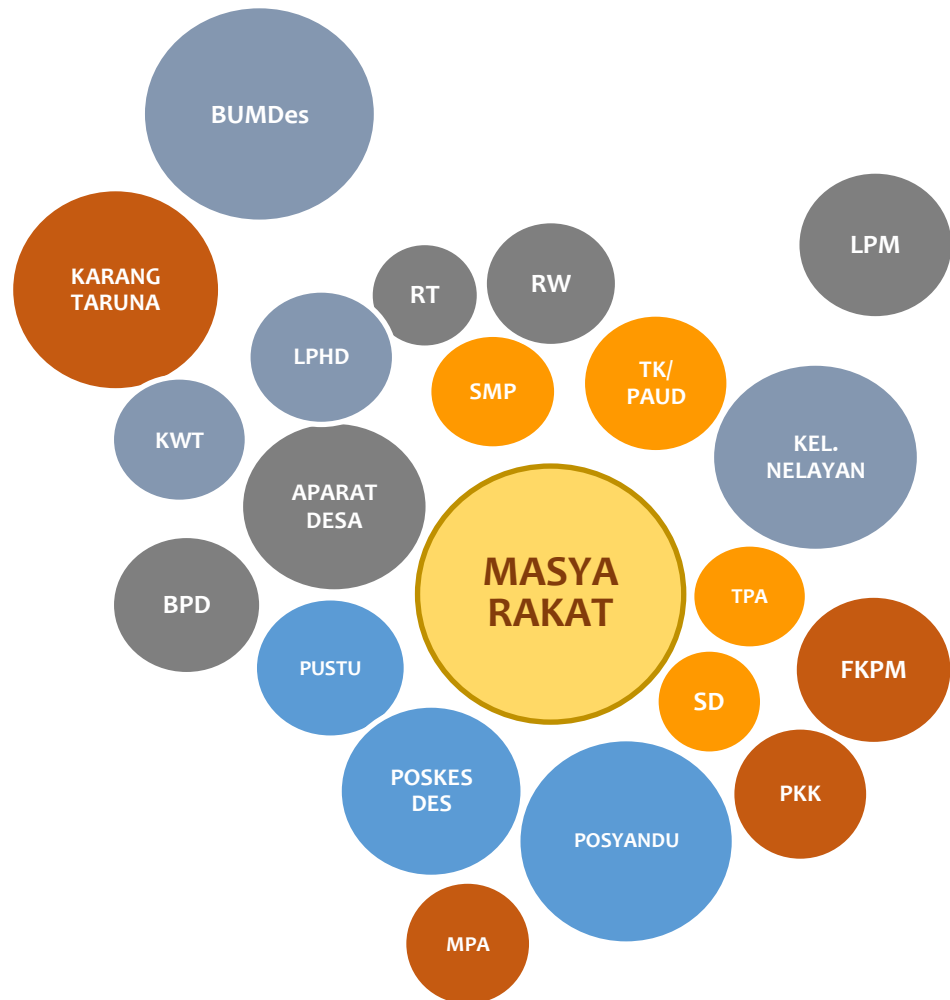 BUMDes
KARANG
TARUNA
LPM
RT
RW
LPHD
SMP
TK/
PAUD
KWT
KEL.
NELAYAN
APARAT
DESA
MASYA
RAKAT
BPD
TPA
PUSTU
FKPM
SD
POSKES
DES
PKK
POSYANDU
MPA